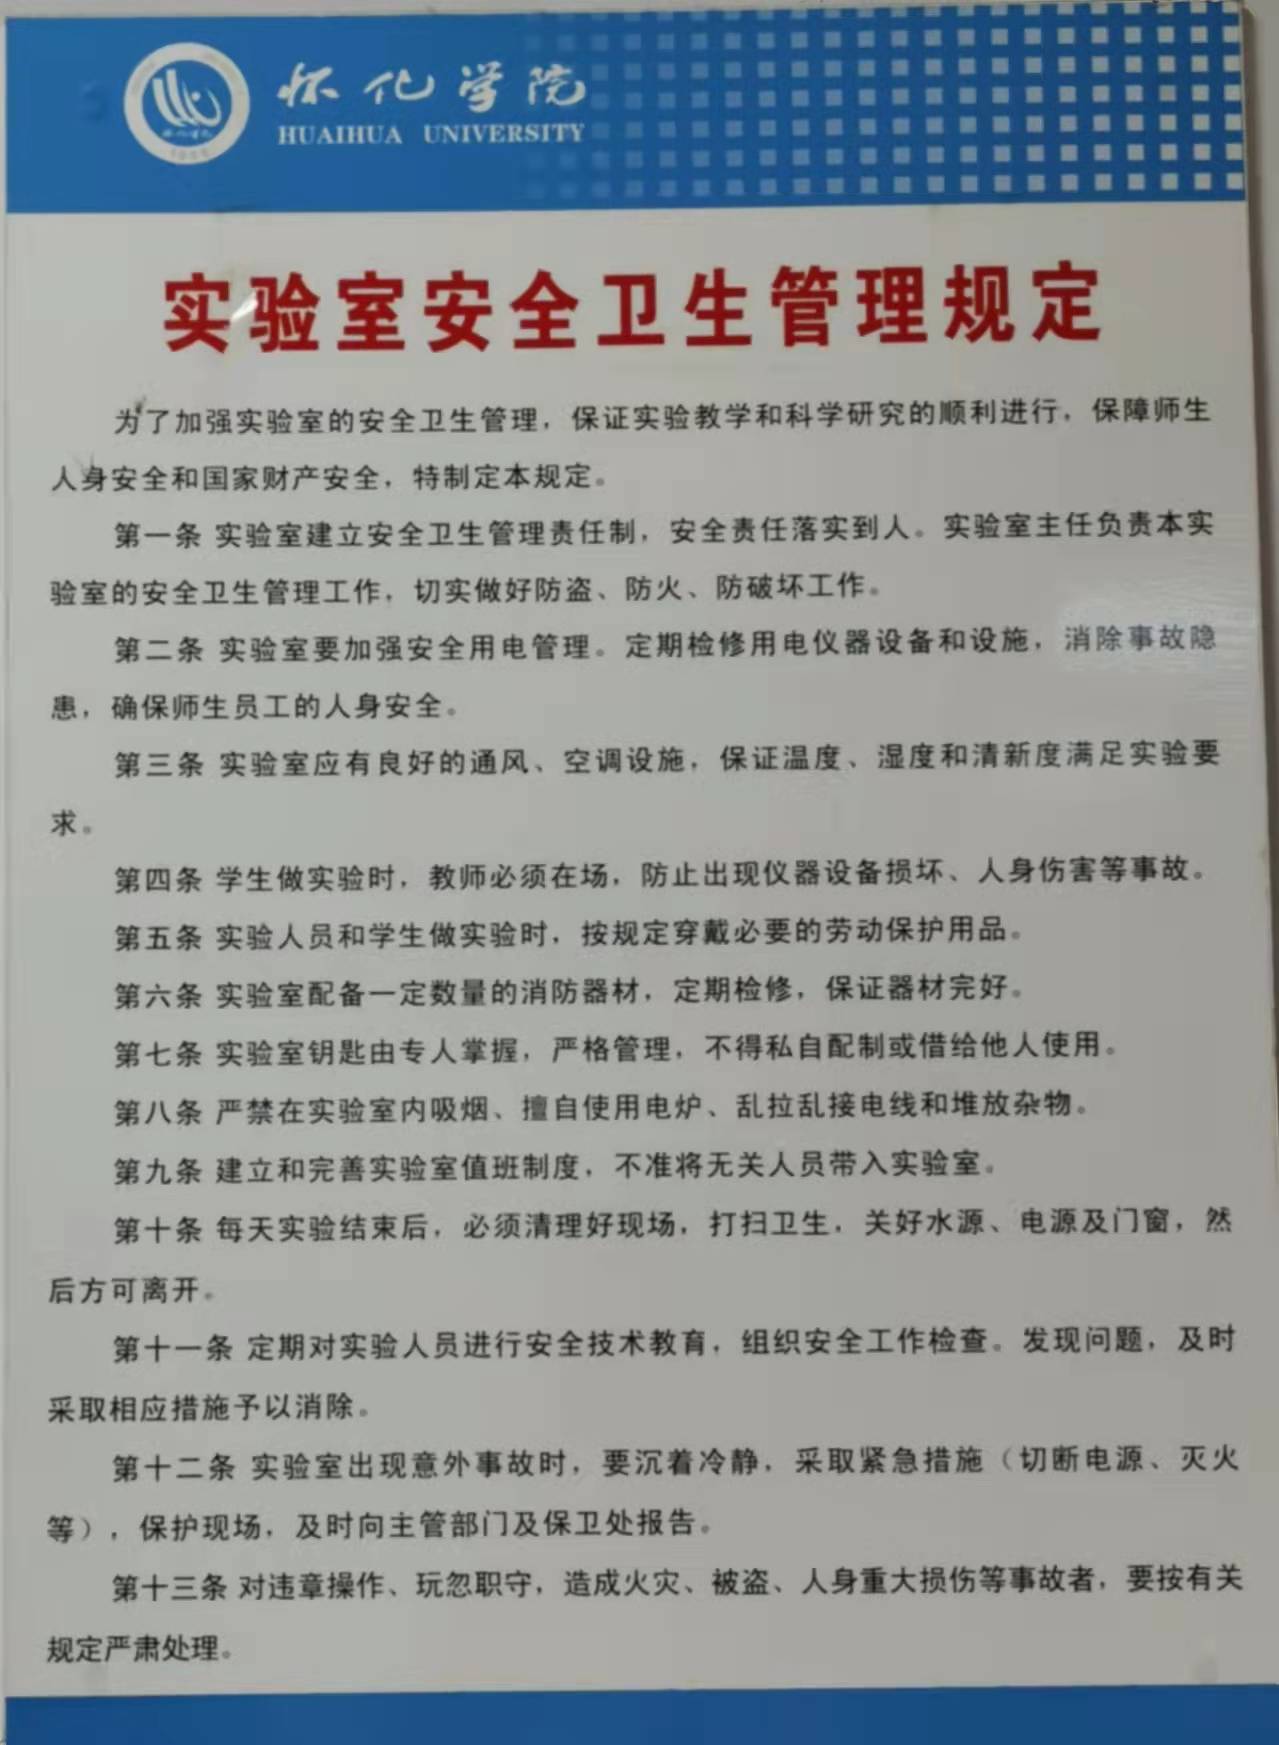 怀化学院
HUAIHUA UNIVERSITY
实验室安全卫生管理规定
为了加强实验室的安全卫生管理，保证实验教学和科学研究的顺利进行，保障师生
人身安全和国家财产安全，特制定本规定。
第一条 实验室建立安全卫生管理责任制，安全责任落实到人。实验室主任负责本实
验室的安全卫生管理工作，切实做好防盗、防火、防破坏工作。
第二条 实验室要加强安全用电管理。定期检修用电仪器设备和设施，消除事故隐
患，确保师生员工的人身安全。
第三条 实验室应有良好的通风、空调设施，保证温度、湿度和清新度满足实验要
求。
第四条 学生做实验时，教师必须在场，防止出现仪器设备损坏、人身伤害等事故。
第五条 实验人员和学生做实验时，按规定穿戴必要的劳动保护用品。
第六条 实验室配备一定数量的消防器材，定期检修，保证器材完好。
第七条 实验室钥匙由专人掌握，严格管理，不得私自配制或借给他人使用。
第八条 严禁在实验室内吸烟、擅自使用电炉、乱拉乱接电线和堆放杂物。
第九条 建立和完善实验室值班制度，不准将无关人员带入实验室。
第十条 每天实验结束后，必须清理好现场，打扫卫生，关好水源、电源及门窗，然
后方可离开。
第十一条 定期对实验人员进行安全技术教育，组织安全工作检查。发现问题，及时
采取相应措施予以消除。
第十二条 实验室出现意外事故时，要沉着冷静，采取紧急措施（切断电源、灭火
等），保护现场，及时向主管部门及保卫处报告。
第十三条 对违章操作、玩忽职守，造成火灾、被盗、人身重大损伤等事故者，要按有关
规定严肃处理。